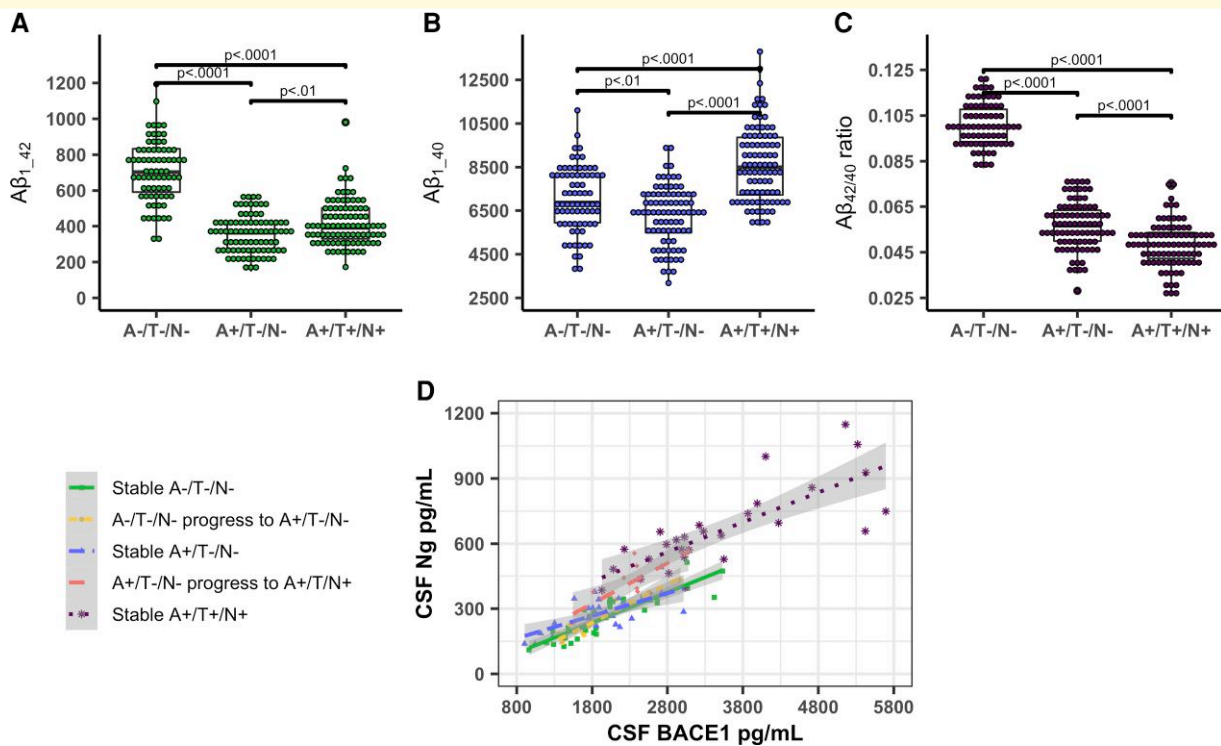 A
Aβ1_42
1200
1000
800
600
400
200
0
p<.0001
p<.0001
p<.01
A-/T-/N-
A+/T-/N-
A+/T+/N+
B
Aβ1_40
12500
10500
8500
6500
4500
2500
p<.0001
p<.01
p<.0001
A-/T-/N-
A+/T-/N-
A+/T+/N+
C
Aβ42/40 ratio
0.125
0.105
0.085
0.065
0.045
0.025
p<.0001
p<.0001
p<.0001
A-/T-/N-
A+/T-/N-
A+/T+/N+
Stable A-/T-/N-
A-/T-/N- progress to A+/T-/N-
Stable A+/T-/N-
A+/T-/N- progress to A+/T/N+
Stable A+/T+/N+
D
CSF Ng pg/mL
1200
900
600
300
0
800 1800 2800 3800 4800 5800
CSF BACE1 pg/mL